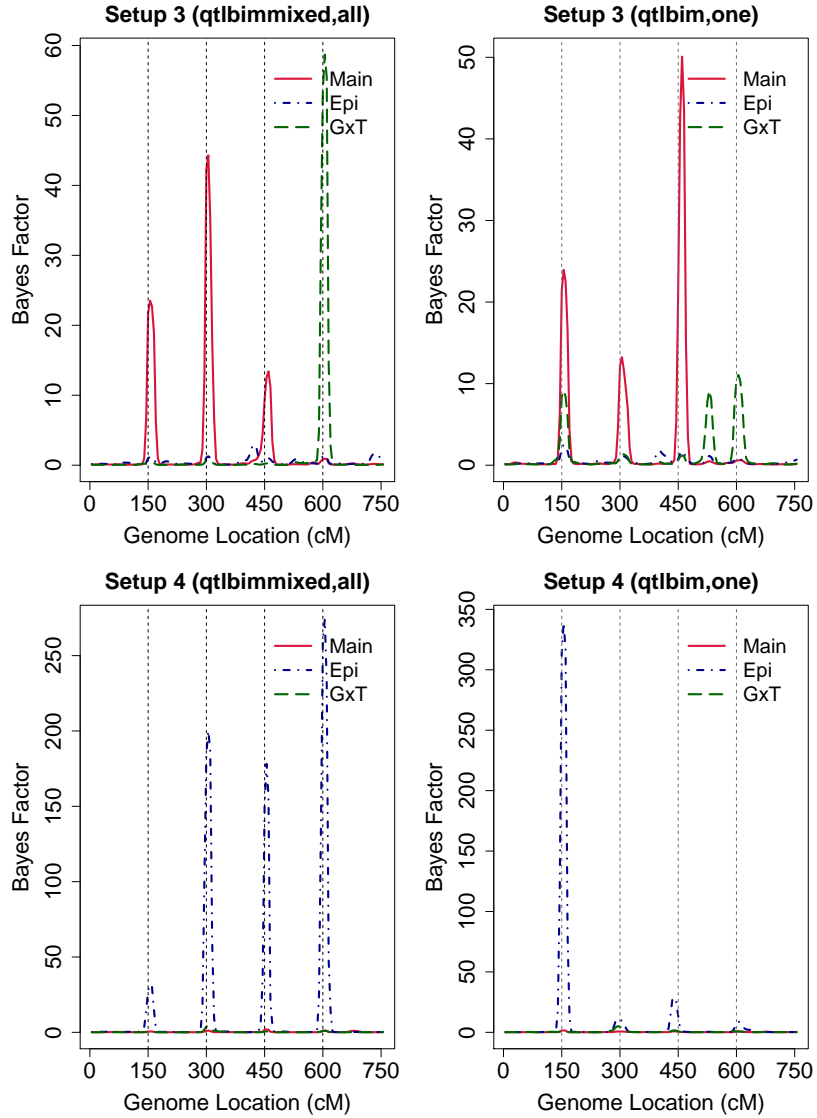 Setup 3 (qtlbimmixed,all)
Bayes Factor
0 10 20 30 40 50 60
Main
Epi
GxT
0 150 300 450 600 750
Genome Location (cM)
Setup 3 (qtlbim,one)
Bayes Factor
0 10 20 30 40 50
Main
Epi
GxT
0 150 300 450 600 750
Genome Location (cM)
Setup 4 (qtlbimmixed,all)
Bayes Factor
0 50 100 150 200 250
Main
Epi
GxT
0 150 300 450 600 750
Genome Location (cM)
Setup 4 (qtlbim,one)
Bayes Factor
0 50 100 150 200 250 300 350
Main
Epi
GxT
0 150 300 450 600 750
Genome Location (cM)